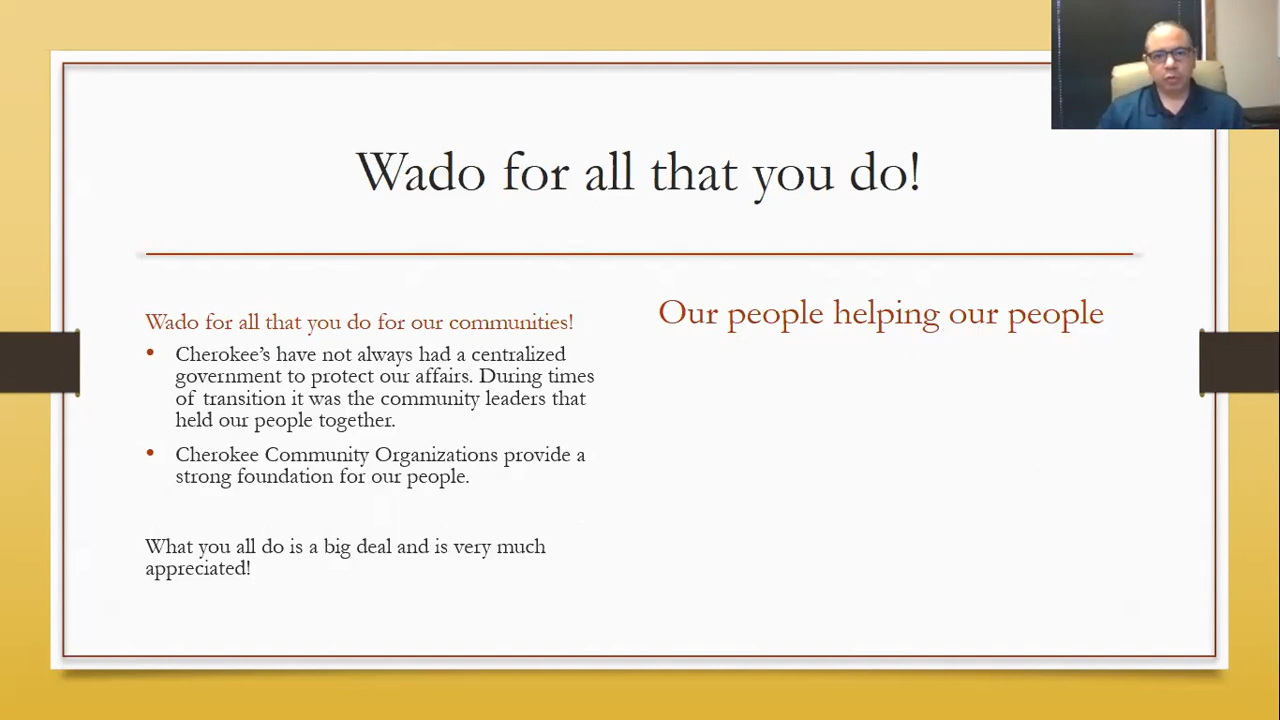 Wado for all that you do!
Wado for all that you do for our communities!
• Cherokee's have not always had a centralized
government to protect our affairs. During times
of transition it was the community leaders that
held our people together.
• Cherokee Community Organizations provide a
strong foundation for our people.
What you all do is a big deal and is very much
appreciated!
Our people helping our people